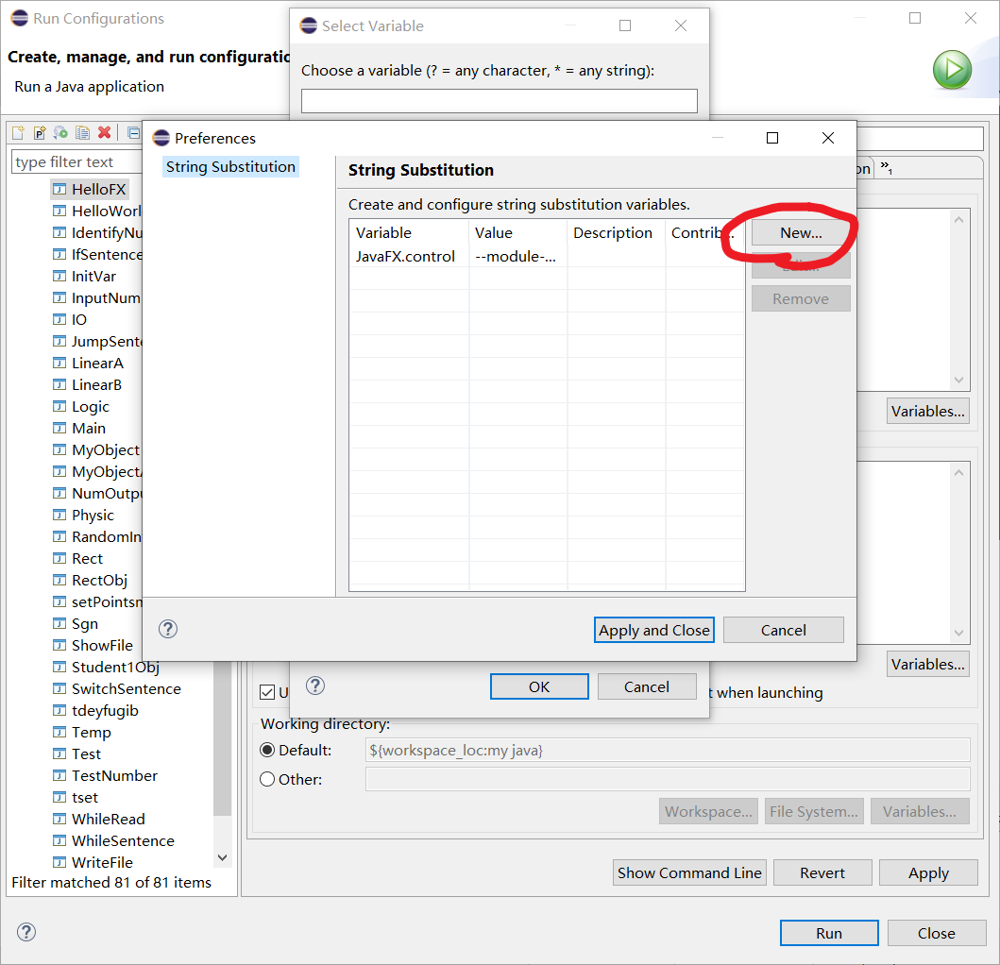 Run Configurations
Create, manage, and run configuratio
Run a Java application
Select Variable
Choose a variable (? = any character, * = any string):
type filter text
HelloFX
HelloWorl
IdentifyNu
IfSentence
InitVar
InputNum
IO
JumpSente
LinearA
LinearB
Logic
Main
MyObject
MyObjectA
NumOutpu
Physic
RandomIn
Rect
RectObj
setPointsm
Sgn
ShowFile
Student1Obj
SwitchSentence
tdeyfugib
Temp
Test
TestNumber
tset
WhileRead
WhileSentence
WriteFile
Filter matched 81 of 81 items
Preferences
String Substitution
String Substitution
Create and configure string substitution variables.
Variable Value Description Contrib...
JavaFX.control --module-...
New...
Edit...
Remove
Apply and Close
Cancel
OK
Cancel
on
»1
Variables...
Variables...
U
t when launching
Working directory:
Default:
${workspace_loc:my java}
Other:
Workspace...
File System...
Variables...
Show Command Line
Revert
Apply
Run
Close